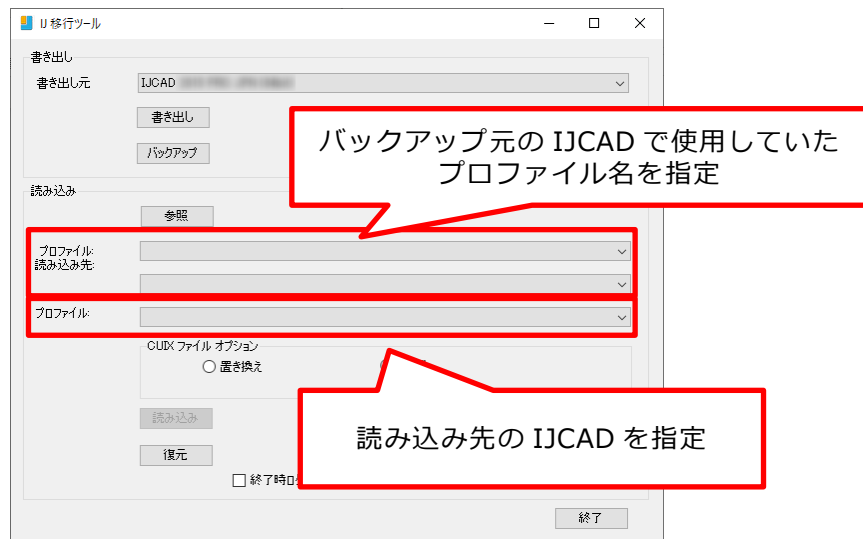 IJ 移行ツール
書き出し
書き出し元
IJCAD
書き出し
バックアップ
バックアップ元の IJCAD で使用していた
プロファイル名を指定
読み込み
参照
プロファイル:
読み込み先:
プロファイル:
CUIX ファイル オプション
置き換え
読み込み
読み込み先の IJCAD を指定
復元
終了時ロ
終了